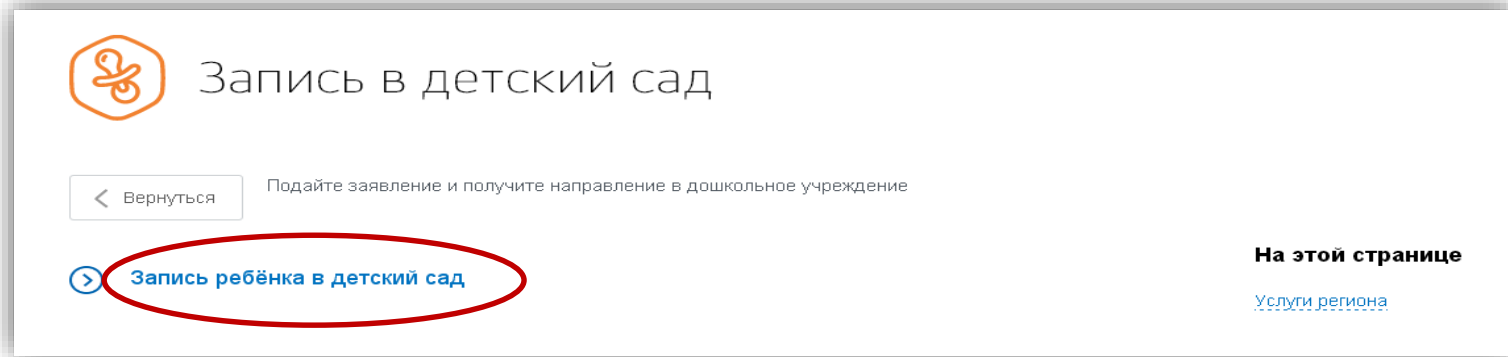 Запись в детский сад
Вернуться
Подайте заявление и получите направление в дошкольное учреждение
Запись ребёнка в детский сад
На этой странице
Услуги региона